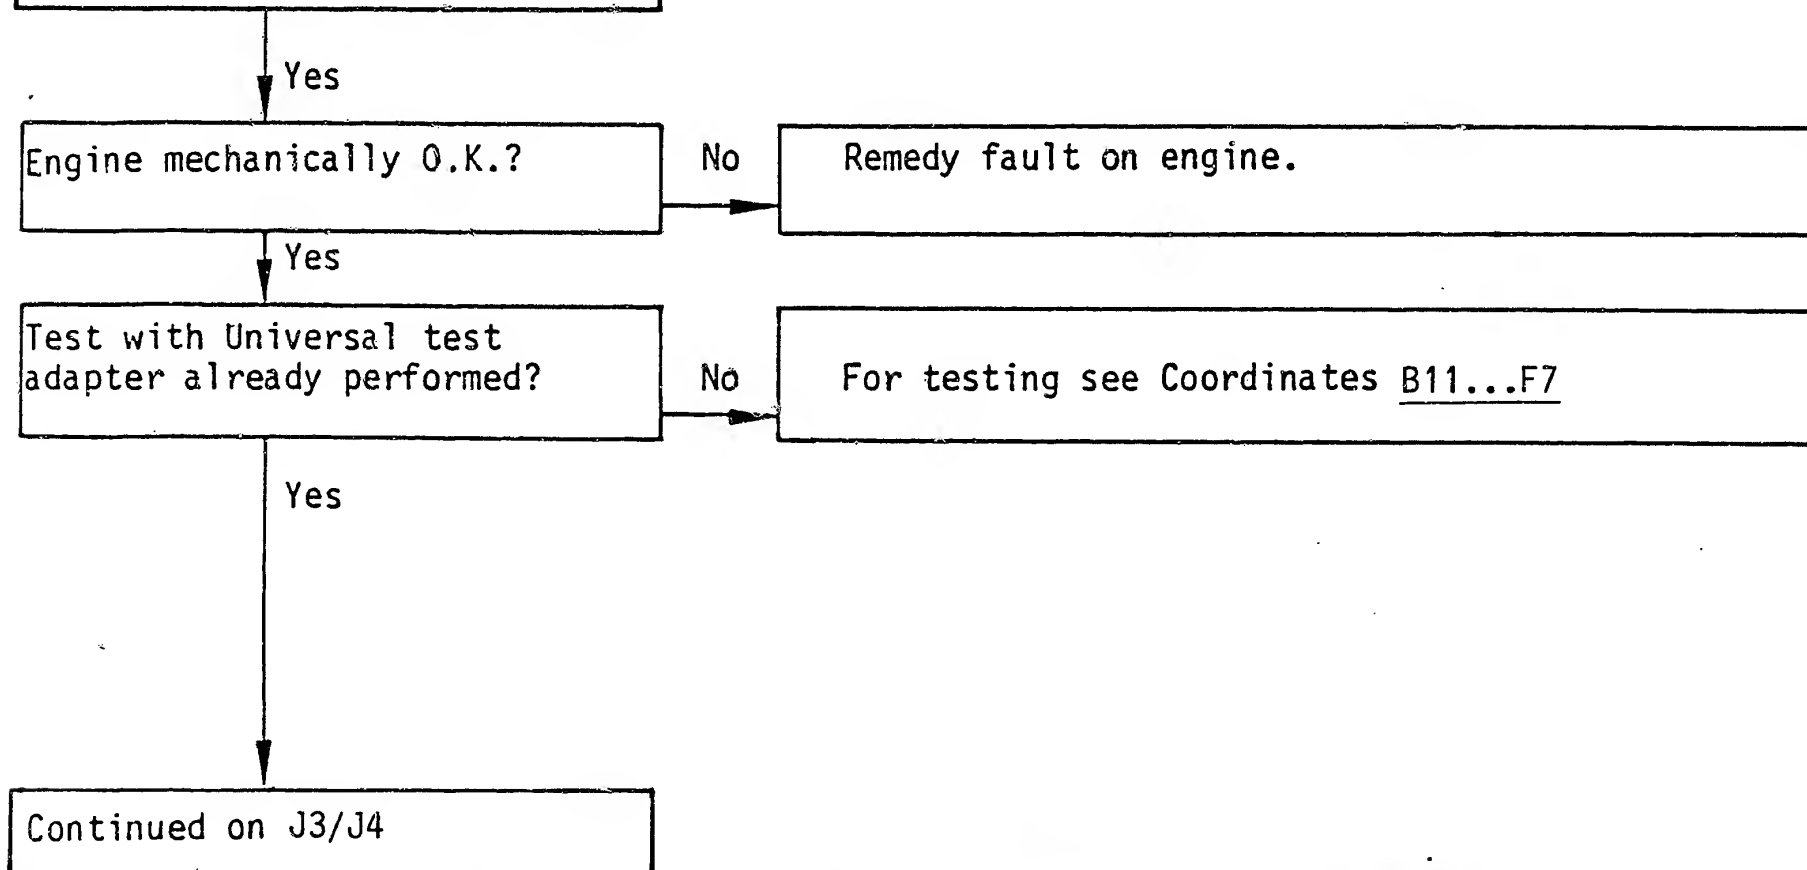 Yes
Engine mechanically O.K.?
No
Remedy fault on engine.
Yes
Test with Universal test
adapter already performed?
No
For testing see Coordinates B11...F7
Yes
Continued on J3/J4